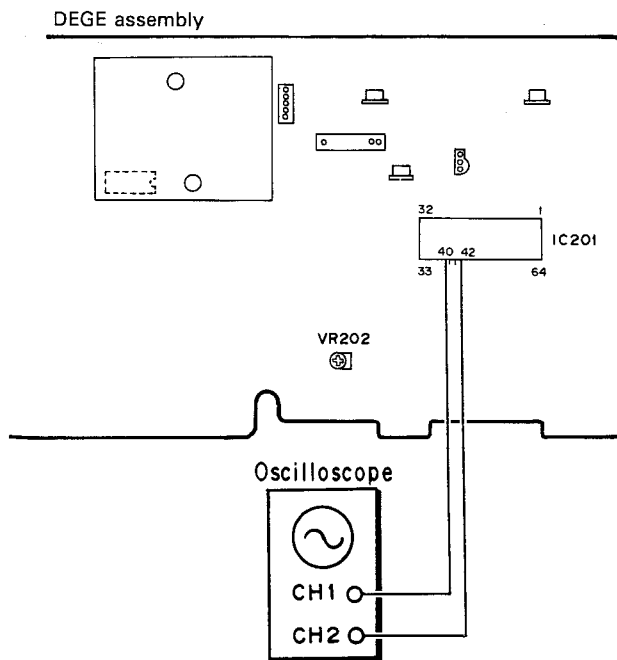 DEGE assembly
32 1
IC201
40 42
33 64
VR202
Oscilloscope
CH1
CH2